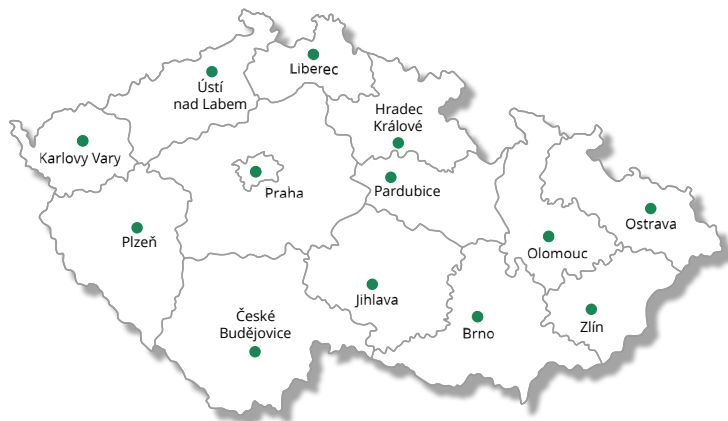 Liberec
Ústí
nad Labem
Hradec
Králové
Karlovy Vary
Praha
Pardubice
Plzeň
Ostrava
Olomouc
Jihlava
České
Budějovice
Brno
Zlín